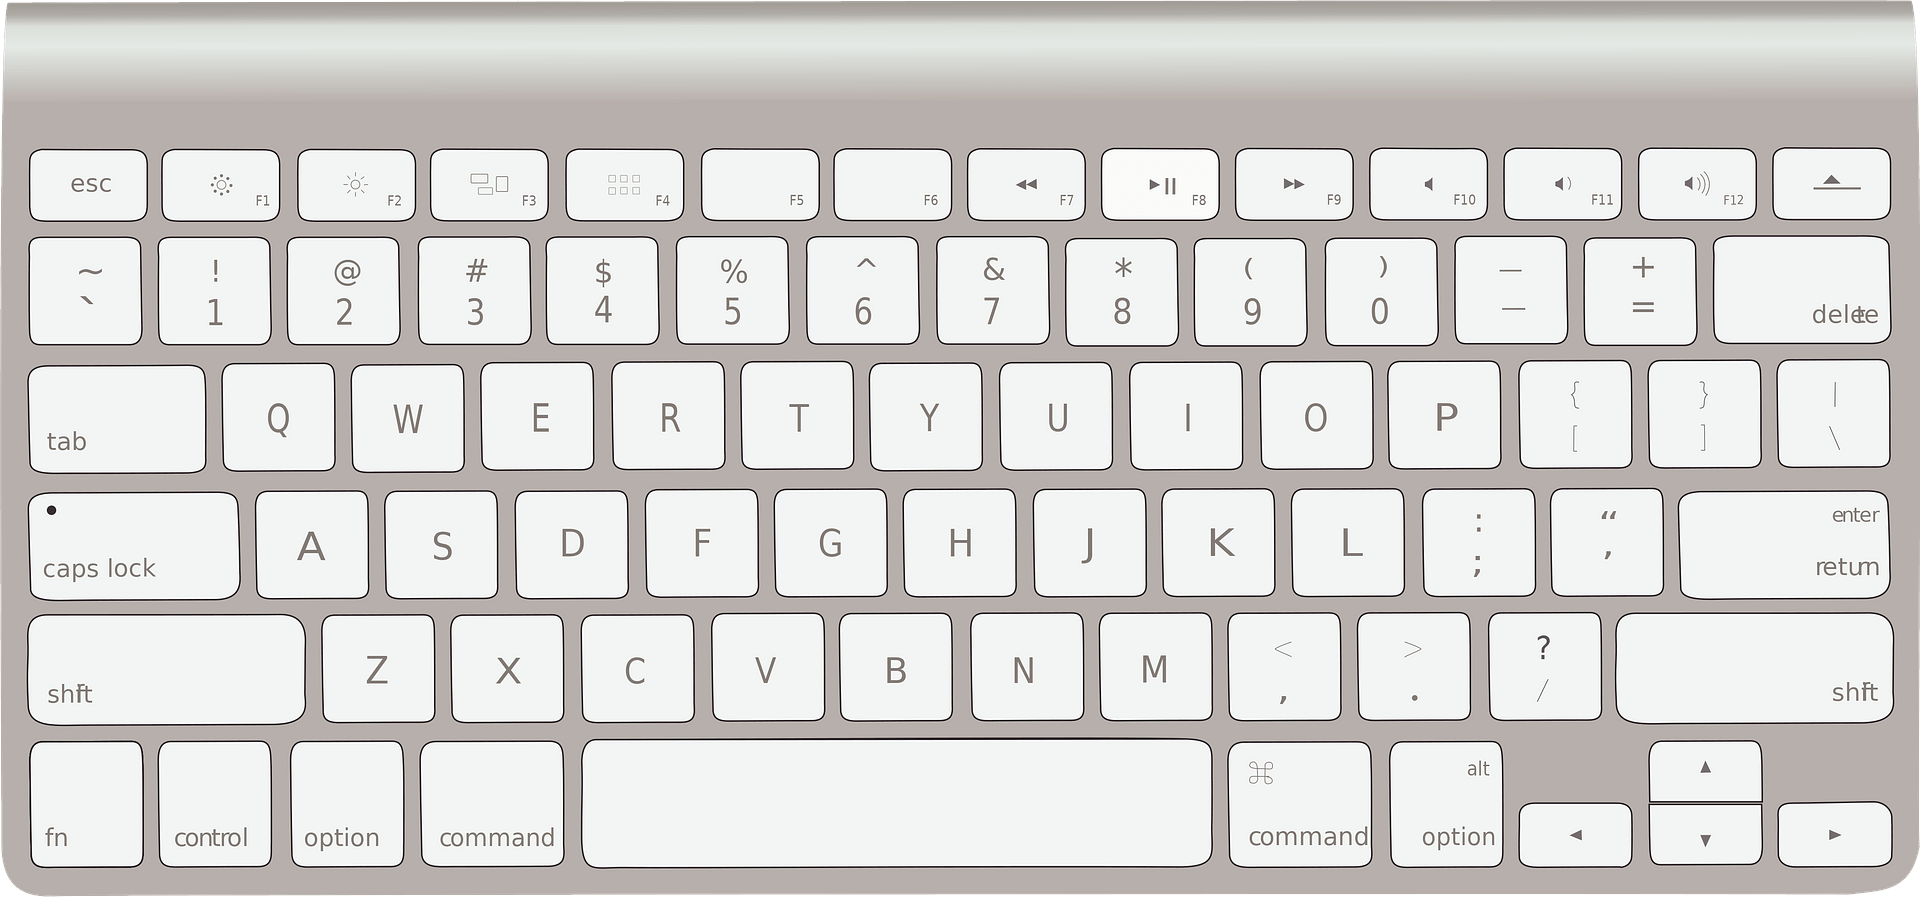 esc F1 F2 F3 F4 F5 F6 F7 F8 F9 F10 F11 F12
~ ! @ # $ % ^ & * ( ) — +
` 1 2 3 4 5 6 7 8 9 0 — = delete
tab Q W E R T Y U I O P { } |
[ ] \
caps lock A S D F G H J K L : “ enter
; , return
shift Z X C V B N M < > ? shift
, . /
⌘ alt
fn control option command command option